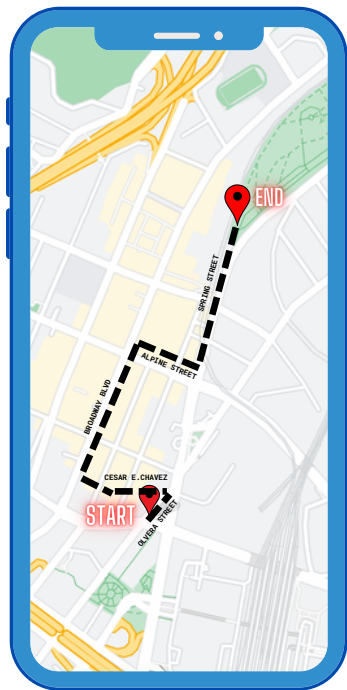 END
SPRING STREET
ALPINE STREET
BROADWAY BLVD
CESAR E.CHAVEZ
START
OLVERA STREET